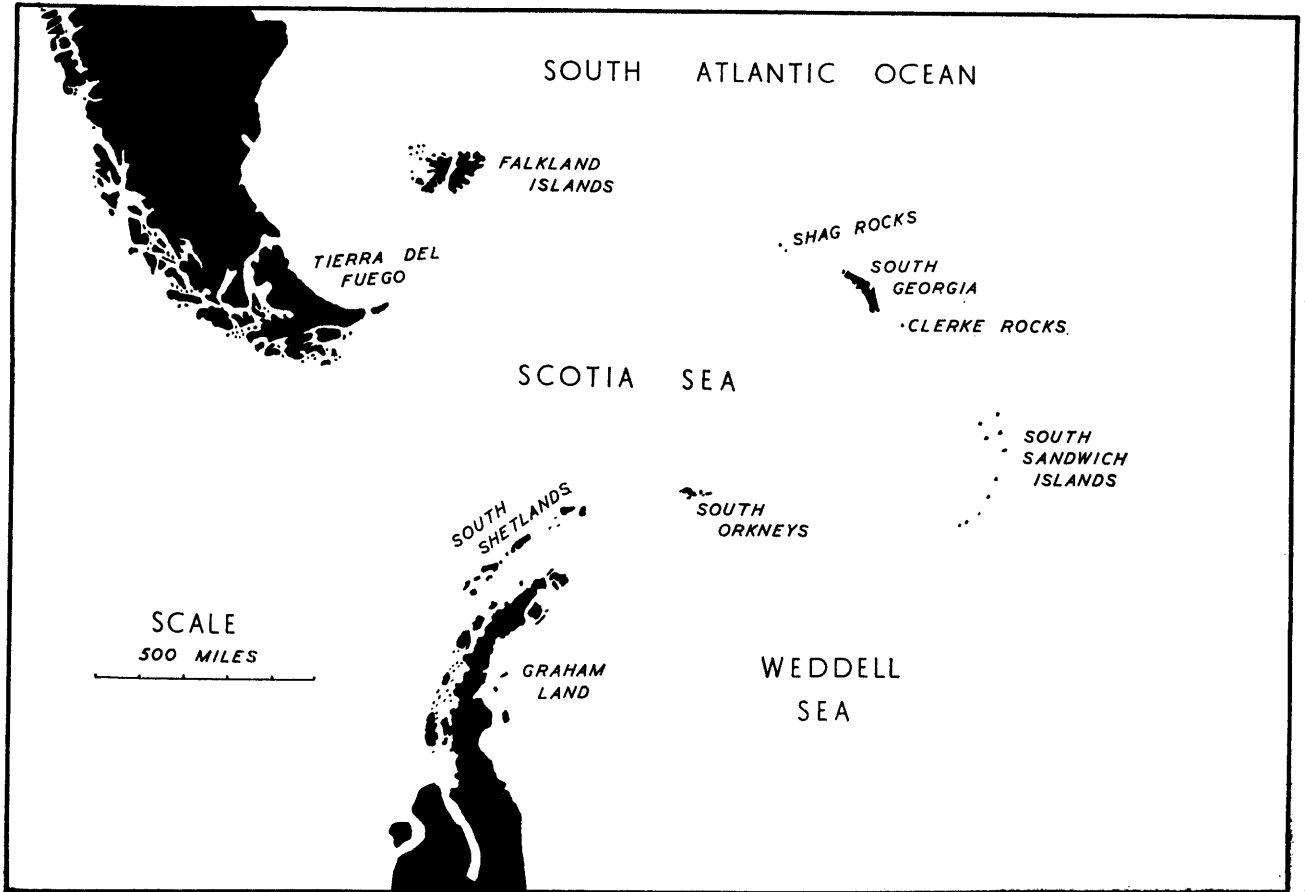 SOUTH ATLANTIC OCEAN
FALKLAND
ISLANDS
SHAG ROCKS
TIERRA DEL
FUEGO
SOUTH
GEORGIA
CLERKE ROCKS
SCOTIA SEA
SOUTH
SANDWICH
ISLANDS
SOUTH
SHETLANDS
SOUTH
ORKNEYS
SCALE
500 MILES
GRAHAM
LAND
WEDDELL
SEA